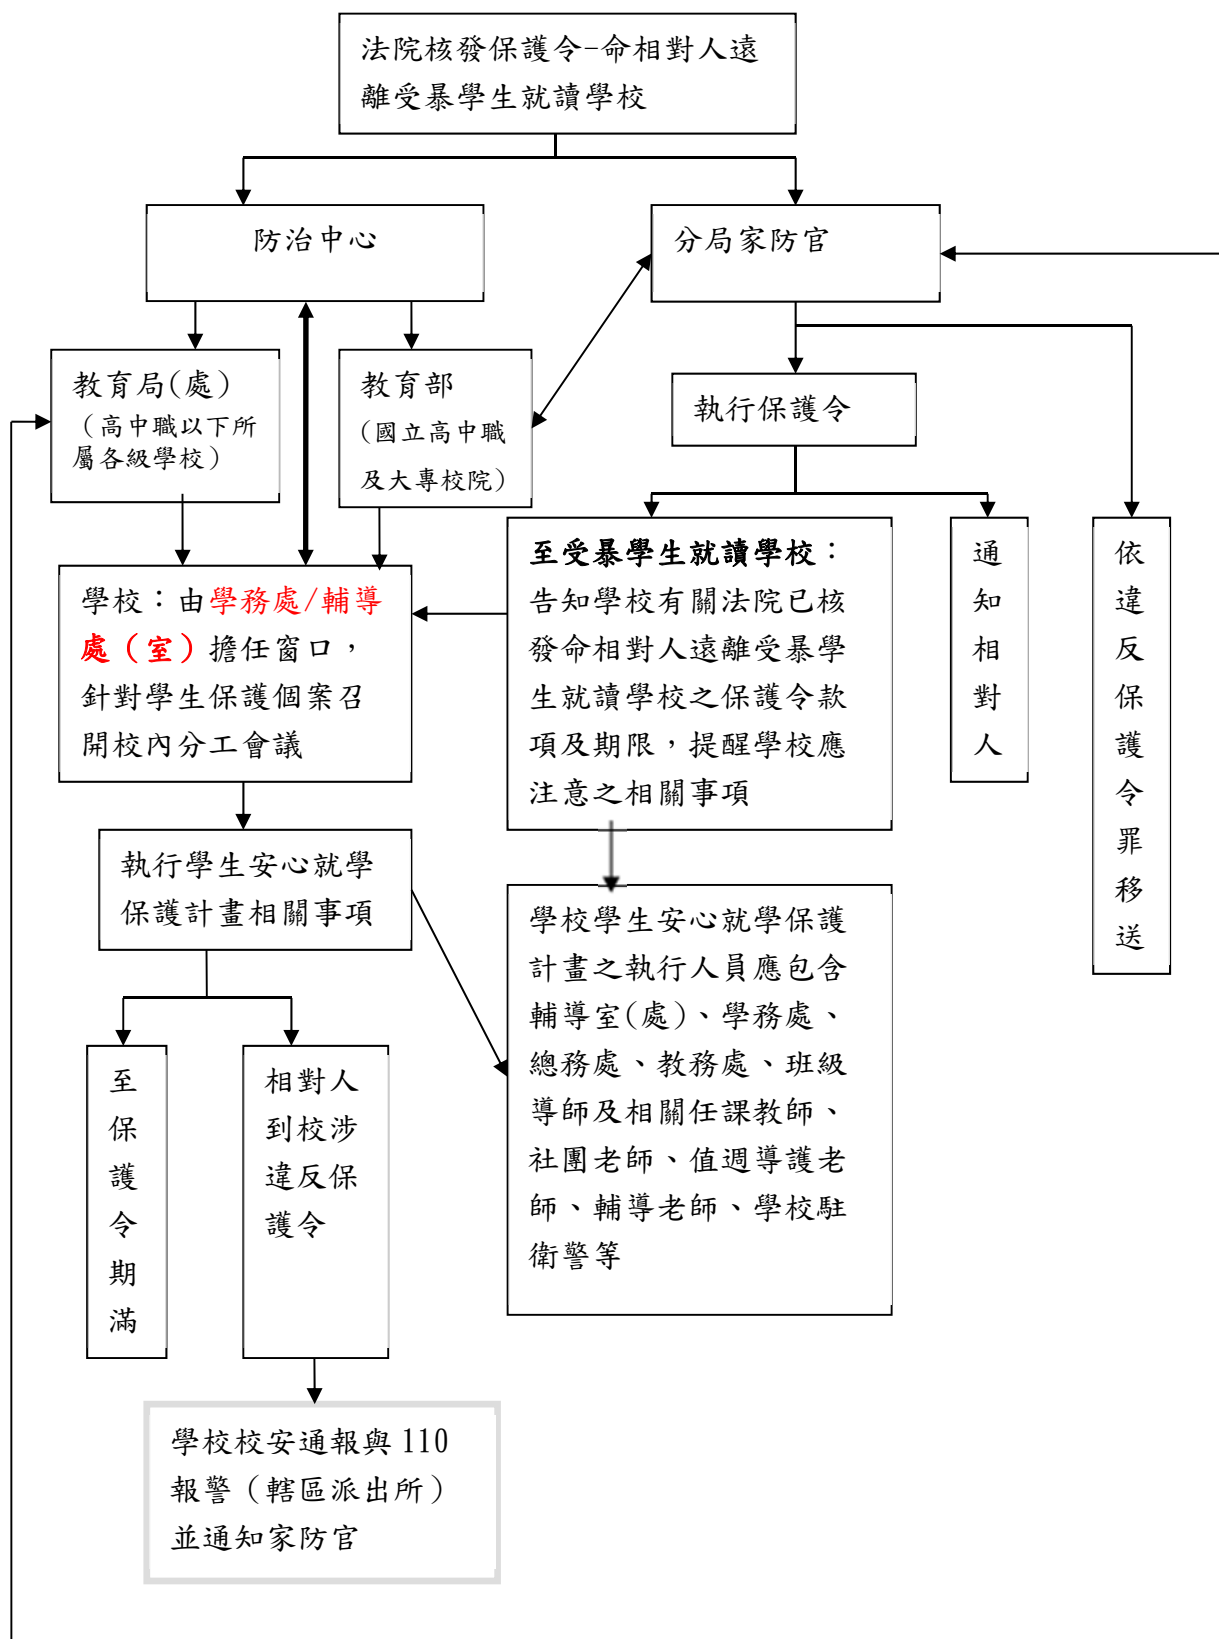 法院核發保護令-命相對人遠
離受暴學生就讀學校
防治中心
分局家防官
教育局(處)
（高中職以下所
屬各級學校）
教育部
(國立高中職
及大專校院)
執行保護令
學校：由學務處/輔導
處（室）擔任窗口，
針對學生保護個案召
開校內分工會議
至受暴學生就讀學校：
告知學校有關法院已核
發命相對人遠離受暴學
生就讀學校之保護令款
項及期限，提醒學校應
注意之相關事項
通
知
相
對
人
依
違
反
保
護
令
罪
移
送
執行學生安心就學
保護計畫相關事項
學校學生安心就學保護
計畫之執行人員應包含
輔導室(處)、學務處、
總務處、教務處、班級
導師及相關任課教師、
社團老師、值週導護老
師、輔導老師、學校駐
衛警等
至
保
護
令
期
滿
相對人
到校涉
違反保
護令
學校校安通報與 110
報警（轄區派出所）
並通知家防官